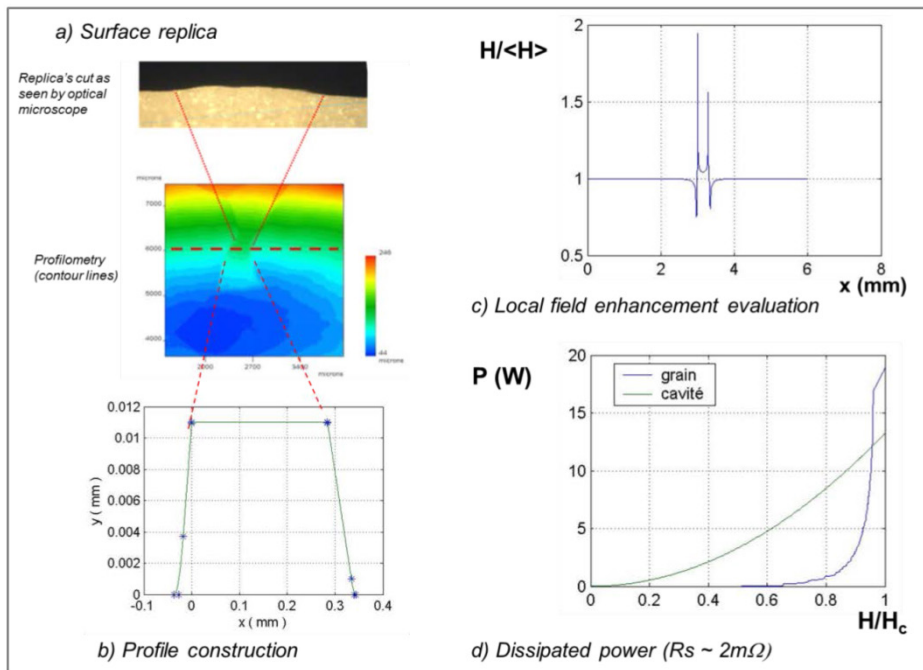 a) Surface replica
Replica's cut as
seen by optical
microscope
microns
7000
6000
5000
4000
Profilometry
(contour lines)
246
44
microns
2700
3400
0.012
0.01
0.008
0.006
0.004
0.002
0
y ( mm )
-0.1
0
0.1
0.2
0.3
0.4
x ( mm )
b) Profile construction
H/<H>
2
1.5
1
0.5
0
2
4
6
8
x (mm)
c) Local field enhancement evaluation
P (W)
20
15
10
5
0
grain
cavité
0
0.2
0.4
0.6
0.8
1
H/Hc
d) Dissipated power (Rs ~ 2mΩ)